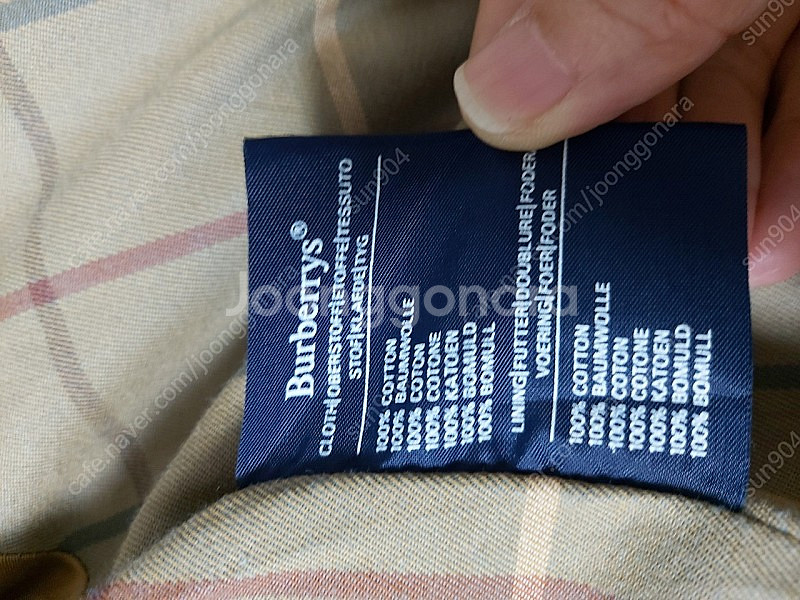 Burberrys®
CLOTH|OBERSTOFF|ETOFFE|TESSUTO
STOF|KLAEDE|TYG
100% COTTON
100% BAUMWOLLE
100% COTON
100% COTONE
100% KATOEN
100% BOMULD
100% BOMULL
LINING|FUTTER|DOUBLURE|FODERA
VOERING|FOER|FODER
100% COTTON
100% BAUMWOLLE
100% COTON
100% COTONE
100% KATOEN
100% BOMULD
100% BOMULL
Joonggonara
cafe.naver.com/joonggonara
sun904